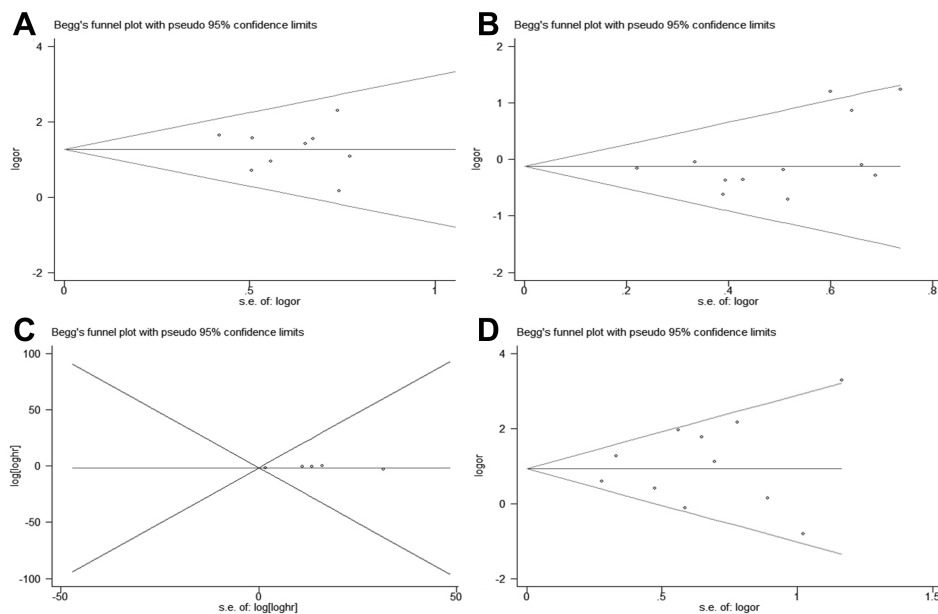 A
Begg's funnel plot with pseudo 95% confidence limits
4
2
0
-2
logor
0
.5
1
s.e. of: logor
B
Begg's funnel plot with pseudo 95% confidence limits
2
1
0
-1
-2
logor
0
.2
.4
.6
.8
s.e. of: logor
C
Begg's funnel plot with pseudo 95% confidence limits
100
50
0
-50
-100
log[loghr]
-50
0
50
s.e. of: log[loghr]
D
Begg's funnel plot with pseudo 95% confidence limits
4
2
0
-2
logor
0
.5
1
1.5
s.e. of: logor